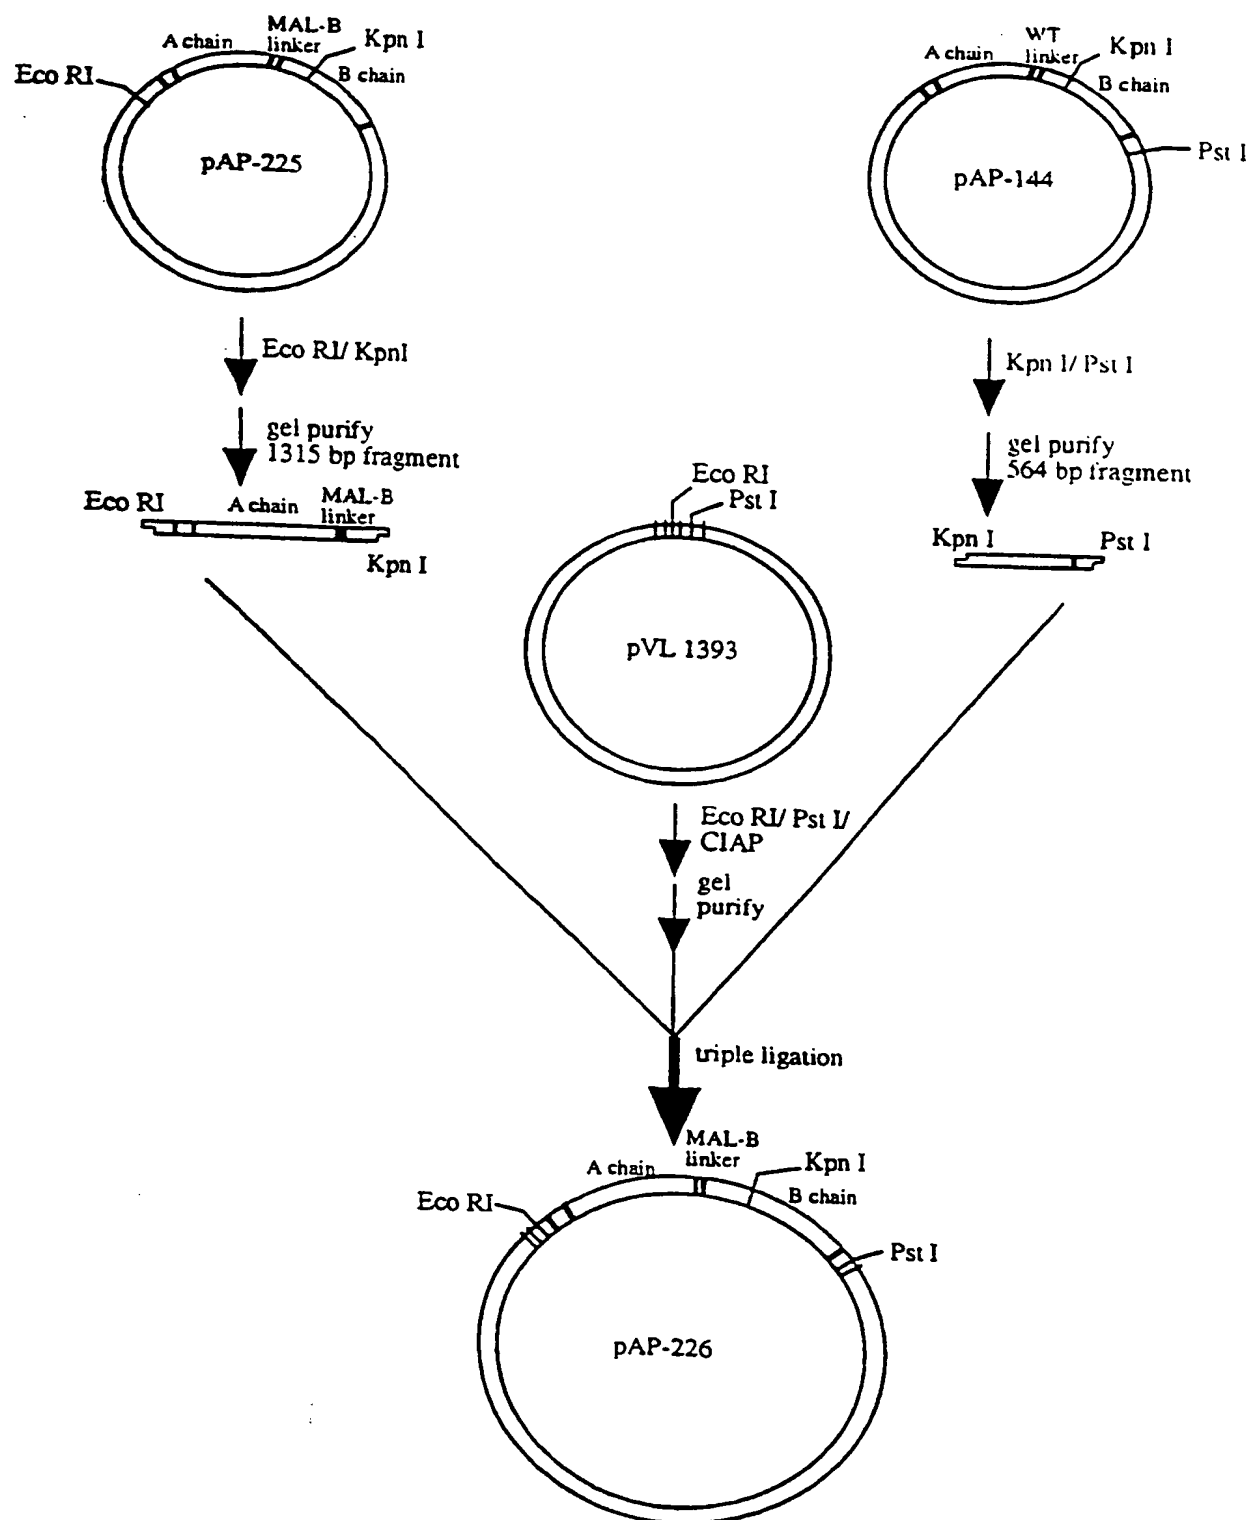 A chain
MAL-B
linker
Kpn I
Eco RI
B chain
pAP-225
A chain
WT
linker
Kpn I
B chain
Pst I
pAP-144
Eco RI/ KpnI
gel purify
1315 bp fragment
Kpn I/ Pst I
gel purify
564 bp fragment
Eco RI
A chain
MAL-B
linker
Kpn I
Eco RI
Pst I
Kpn I
Pst I
pVL 1393
Eco RI/ Pst I/
CIAP
gel
purify
triple ligation
MAL-B
linker
A chain
Kpn I
B chain
Eco RI
Pst I
pAP-226